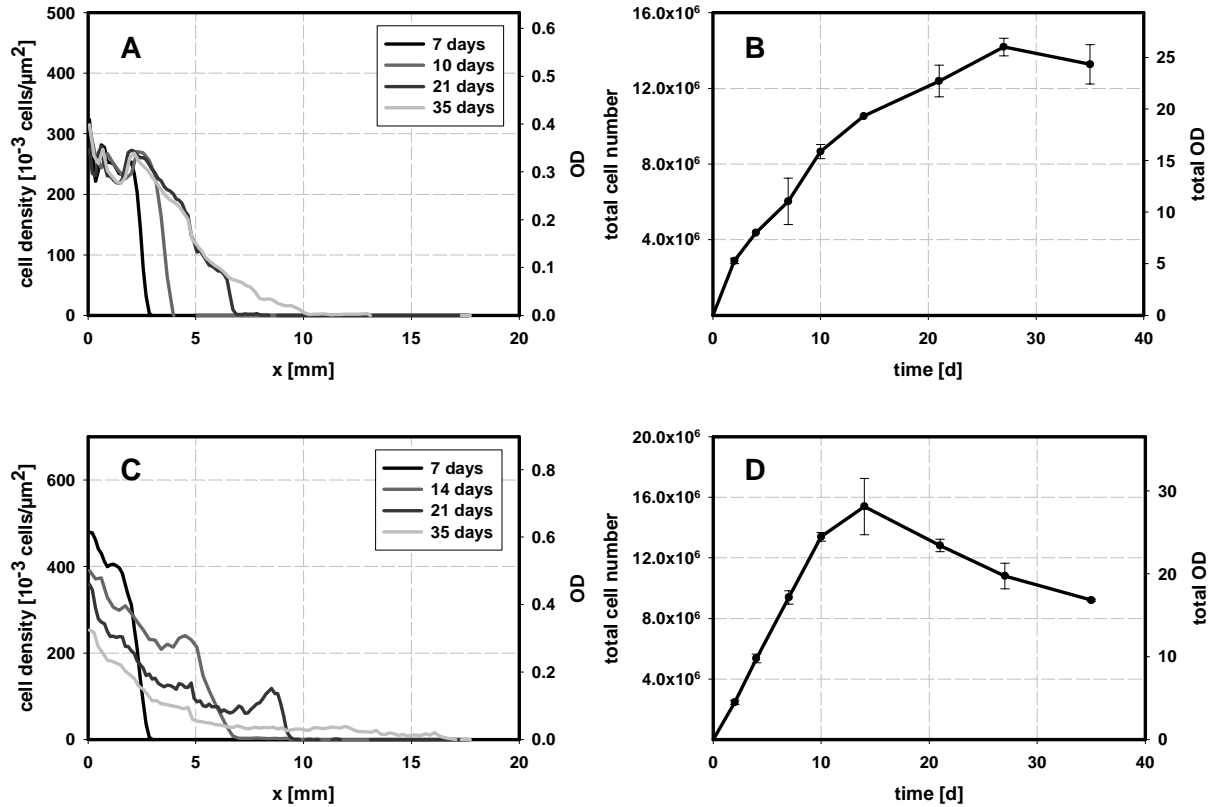 A
7 days
10 days
21 days
35 days
500
400
300
200
100
0
cell density [10⁻³ cells/µm²]
0.6
0.5
0.4
0.3
0.2
0.1
0.0
OD
0 5 10 15 20
x [mm]
B
16.0x10⁶
12.0x10⁶
8.0x10⁶
4.0x10⁶
total cell number
25
20
15
10
5
0
total OD
0 10 20 30 40
time [d]
C
7 days
14 days
21 days
35 days
600
400
200
0
cell density [10⁻³ cells/µm²]
0.8
0.6
0.4
0.2
0.0
OD
0 5 10 15 20
x [mm]
D
20.0x10⁶
16.0x10⁶
12.0x10⁶
8.0x10⁶
4.0x10⁶
total cell number
30
20
10
0
total OD
0 10 20 30 40
time [d]